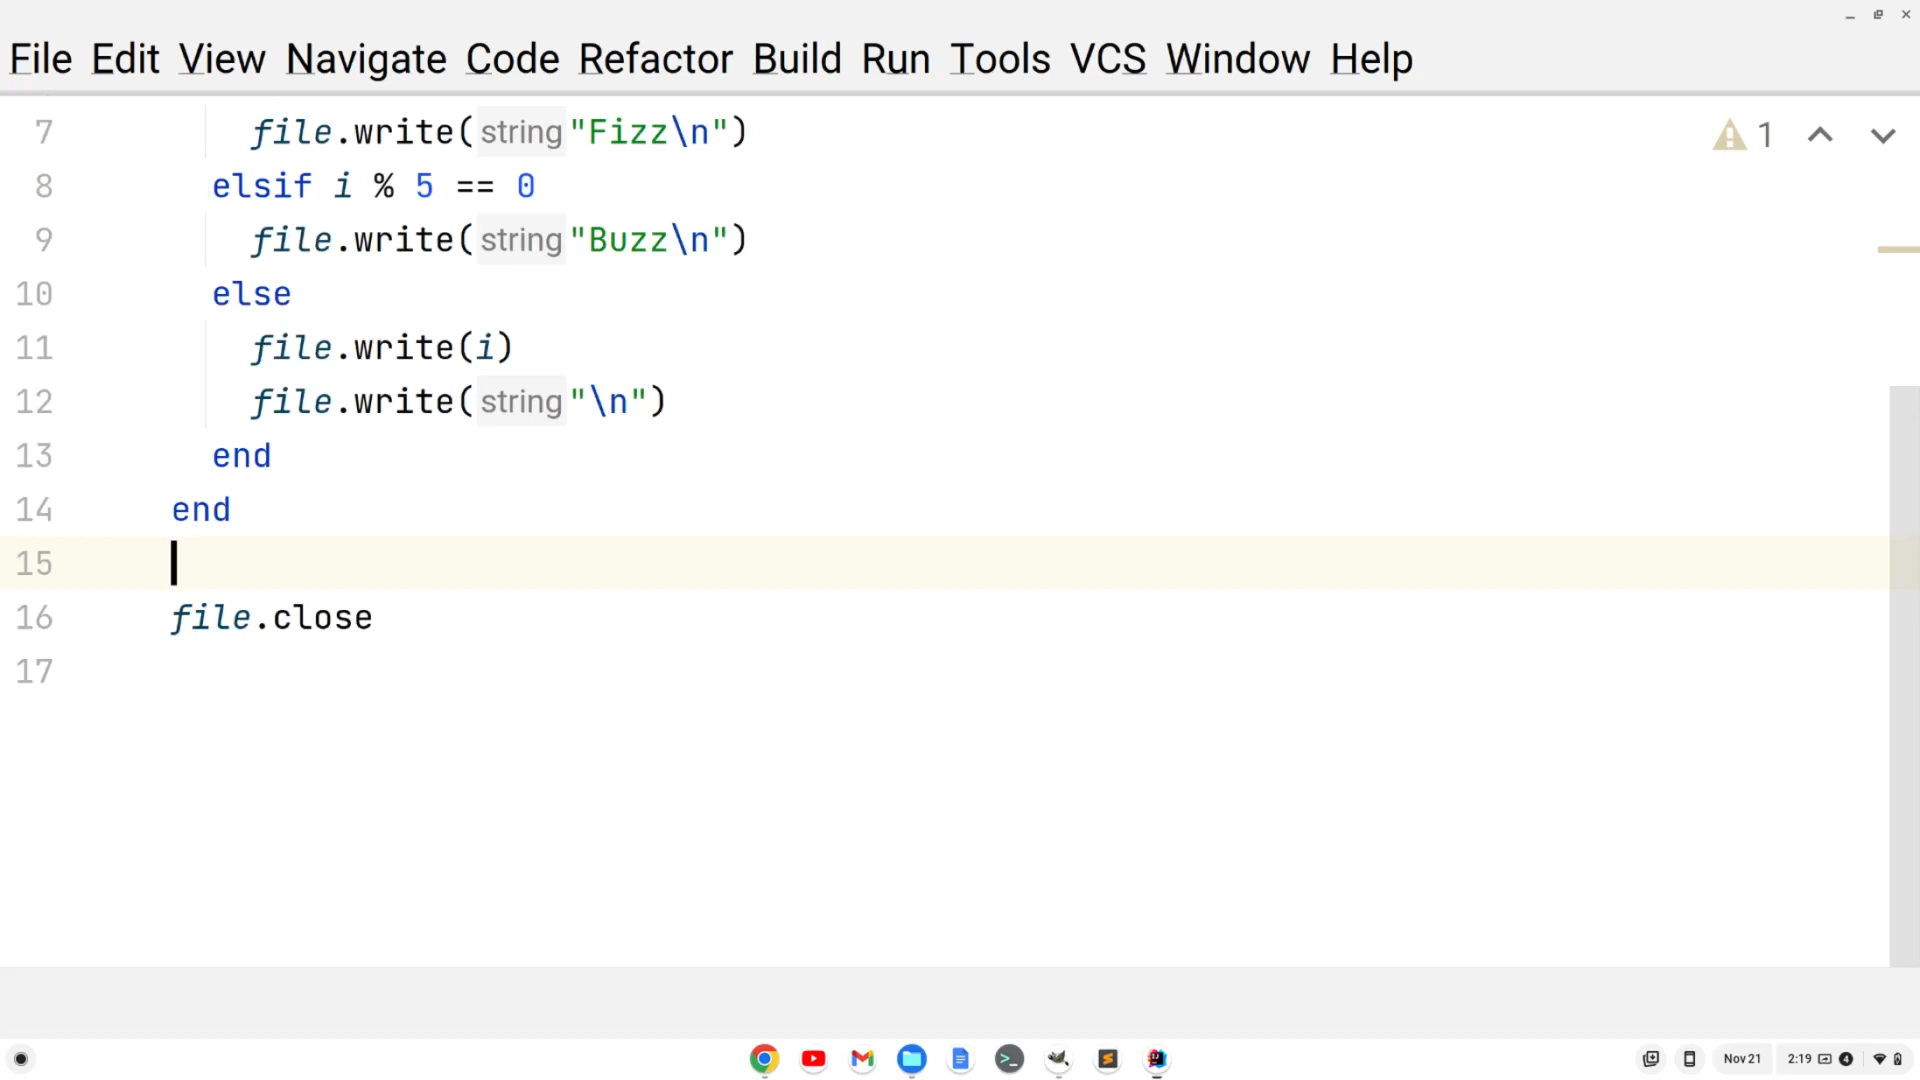 File Edit View Navigate Code Refactor Build Run Tools VCS Window Help
7 file.write( string "Fizz\n")
1
8 elsif i % 5 == 0
9 file.write( string "Buzz\n")
10 else
11 file.write(i)
12 file.write( string "\n")
13 end
14 end
15
16 file.close
17
Nov 21 2:19 4